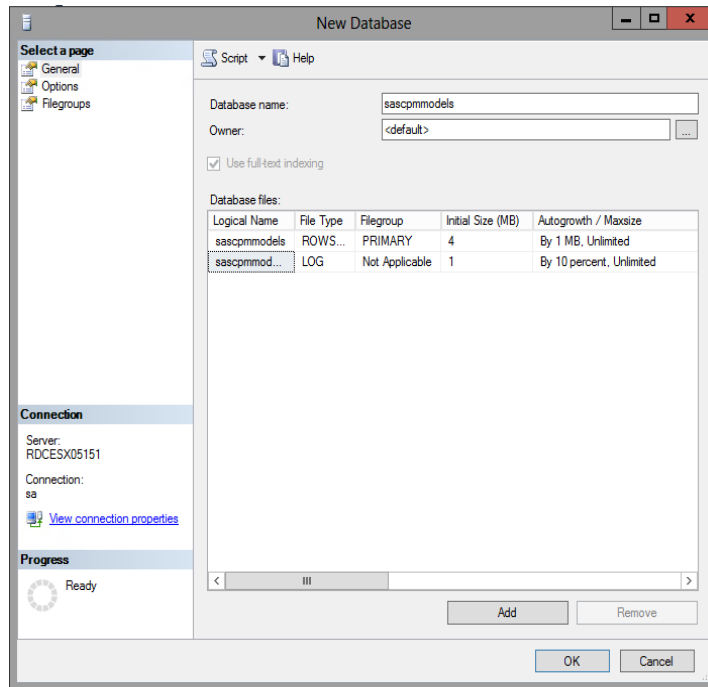 New Database
Select a page
General
Options
Filegroups
Script
Help
Database name:
sascpmmodels
Owner:
<default>
...
Use full-text indexing
Database files:
Logical Name File Type Filegroup Initial Size (MB) Autogrowth / Maxsize
sascpmmodels ROWS... PRIMARY 4 By 1 MB, Unlimited
sascpmmod... LOG Not Applicable 1 By 10 percent, Unlimited
Connection
Server:
RDCESX05151
Connection:
sa
View connection properties
Progress
Ready
Add Remove
OK Cancel